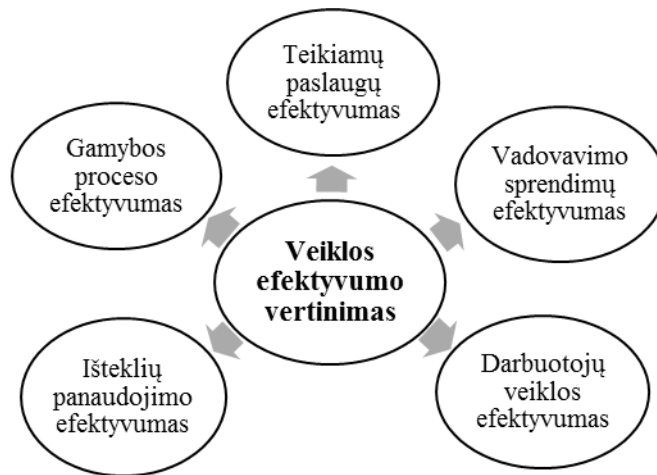 Teikiamų
paslaugų
efektyvumas
Gamybos
proceso
efektyvumas
Vadovavimo
sprendimų
efektyvumas
Veiklos
efektyvumo
vertinimas
Išteklių
panaudojimo
efektyvumas
Darbuotojų
veiklos
efektyvumas